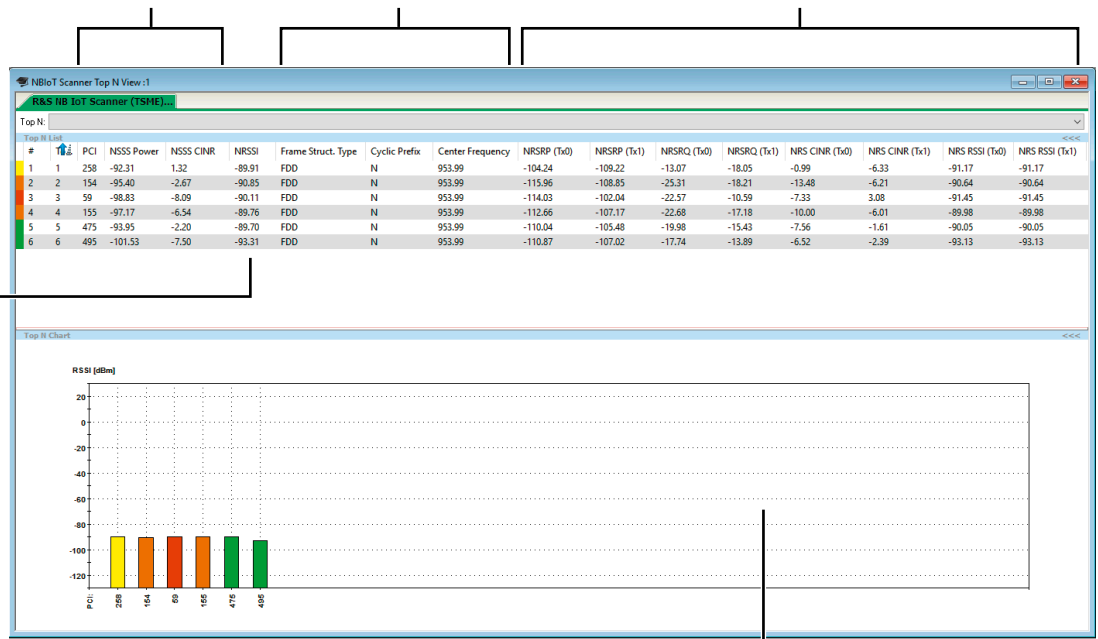 NBIoT Scanner Top N View :1
R&S NB IoT Scanner (TSME)...
Top N:
Top N List <<<
# PCI NSSS Power NSSS CINR NRSSI Frame Struct. Type Cyclic Prefix Center Frequency NRSRP (Tx0) NRSRP (Tx1) NRSRQ (Tx0) NRSRQ (Tx1) NRS CINR (Tx0) NRS CINR (Tx1) NRS RSSI (Tx0) NRS RSSI (Tx1)
1 1 258 -92.31 1.32 -89.91 FDD N 953.99 -104.24 -109.22 -13.07 -18.05 -0.99 -6.33 -91.17 -91.17
2 2 154 -95.40 -2.67 -90.85 FDD N 953.99 -115.96 -108.85 -25.31 -18.21 -13.48 -6.21 -90.64 -90.64
3 3 59 -98.83 -8.09 -90.11 FDD N 953.99 -114.03 -102.04 -22.57 -10.59 -7.33 3.08 -91.45 -91.45
4 4 155 -97.17 -6.54 -89.76 FDD N 953.99 -112.66 -107.17 -22.68 -17.18 -10.00 -6.01 -89.98 -89.98
5 5 475 -93.95 -2.20 -89.70 FDD N 953.99 -110.04 -105.48 -19.98 -15.43 -7.56 -1.61 -90.05 -90.05
6 6 495 -101.53 -7.50 -93.31 FDD N 953.99 -110.87 -107.02 -17.74 -13.89 -6.52 -2.39 -93.13 -93.13
Top N Chart <<<
RSSI [dBm]
20
0
-20
-40
-60
-80
-100
-120
PCI: 258 154 59 155 475 495